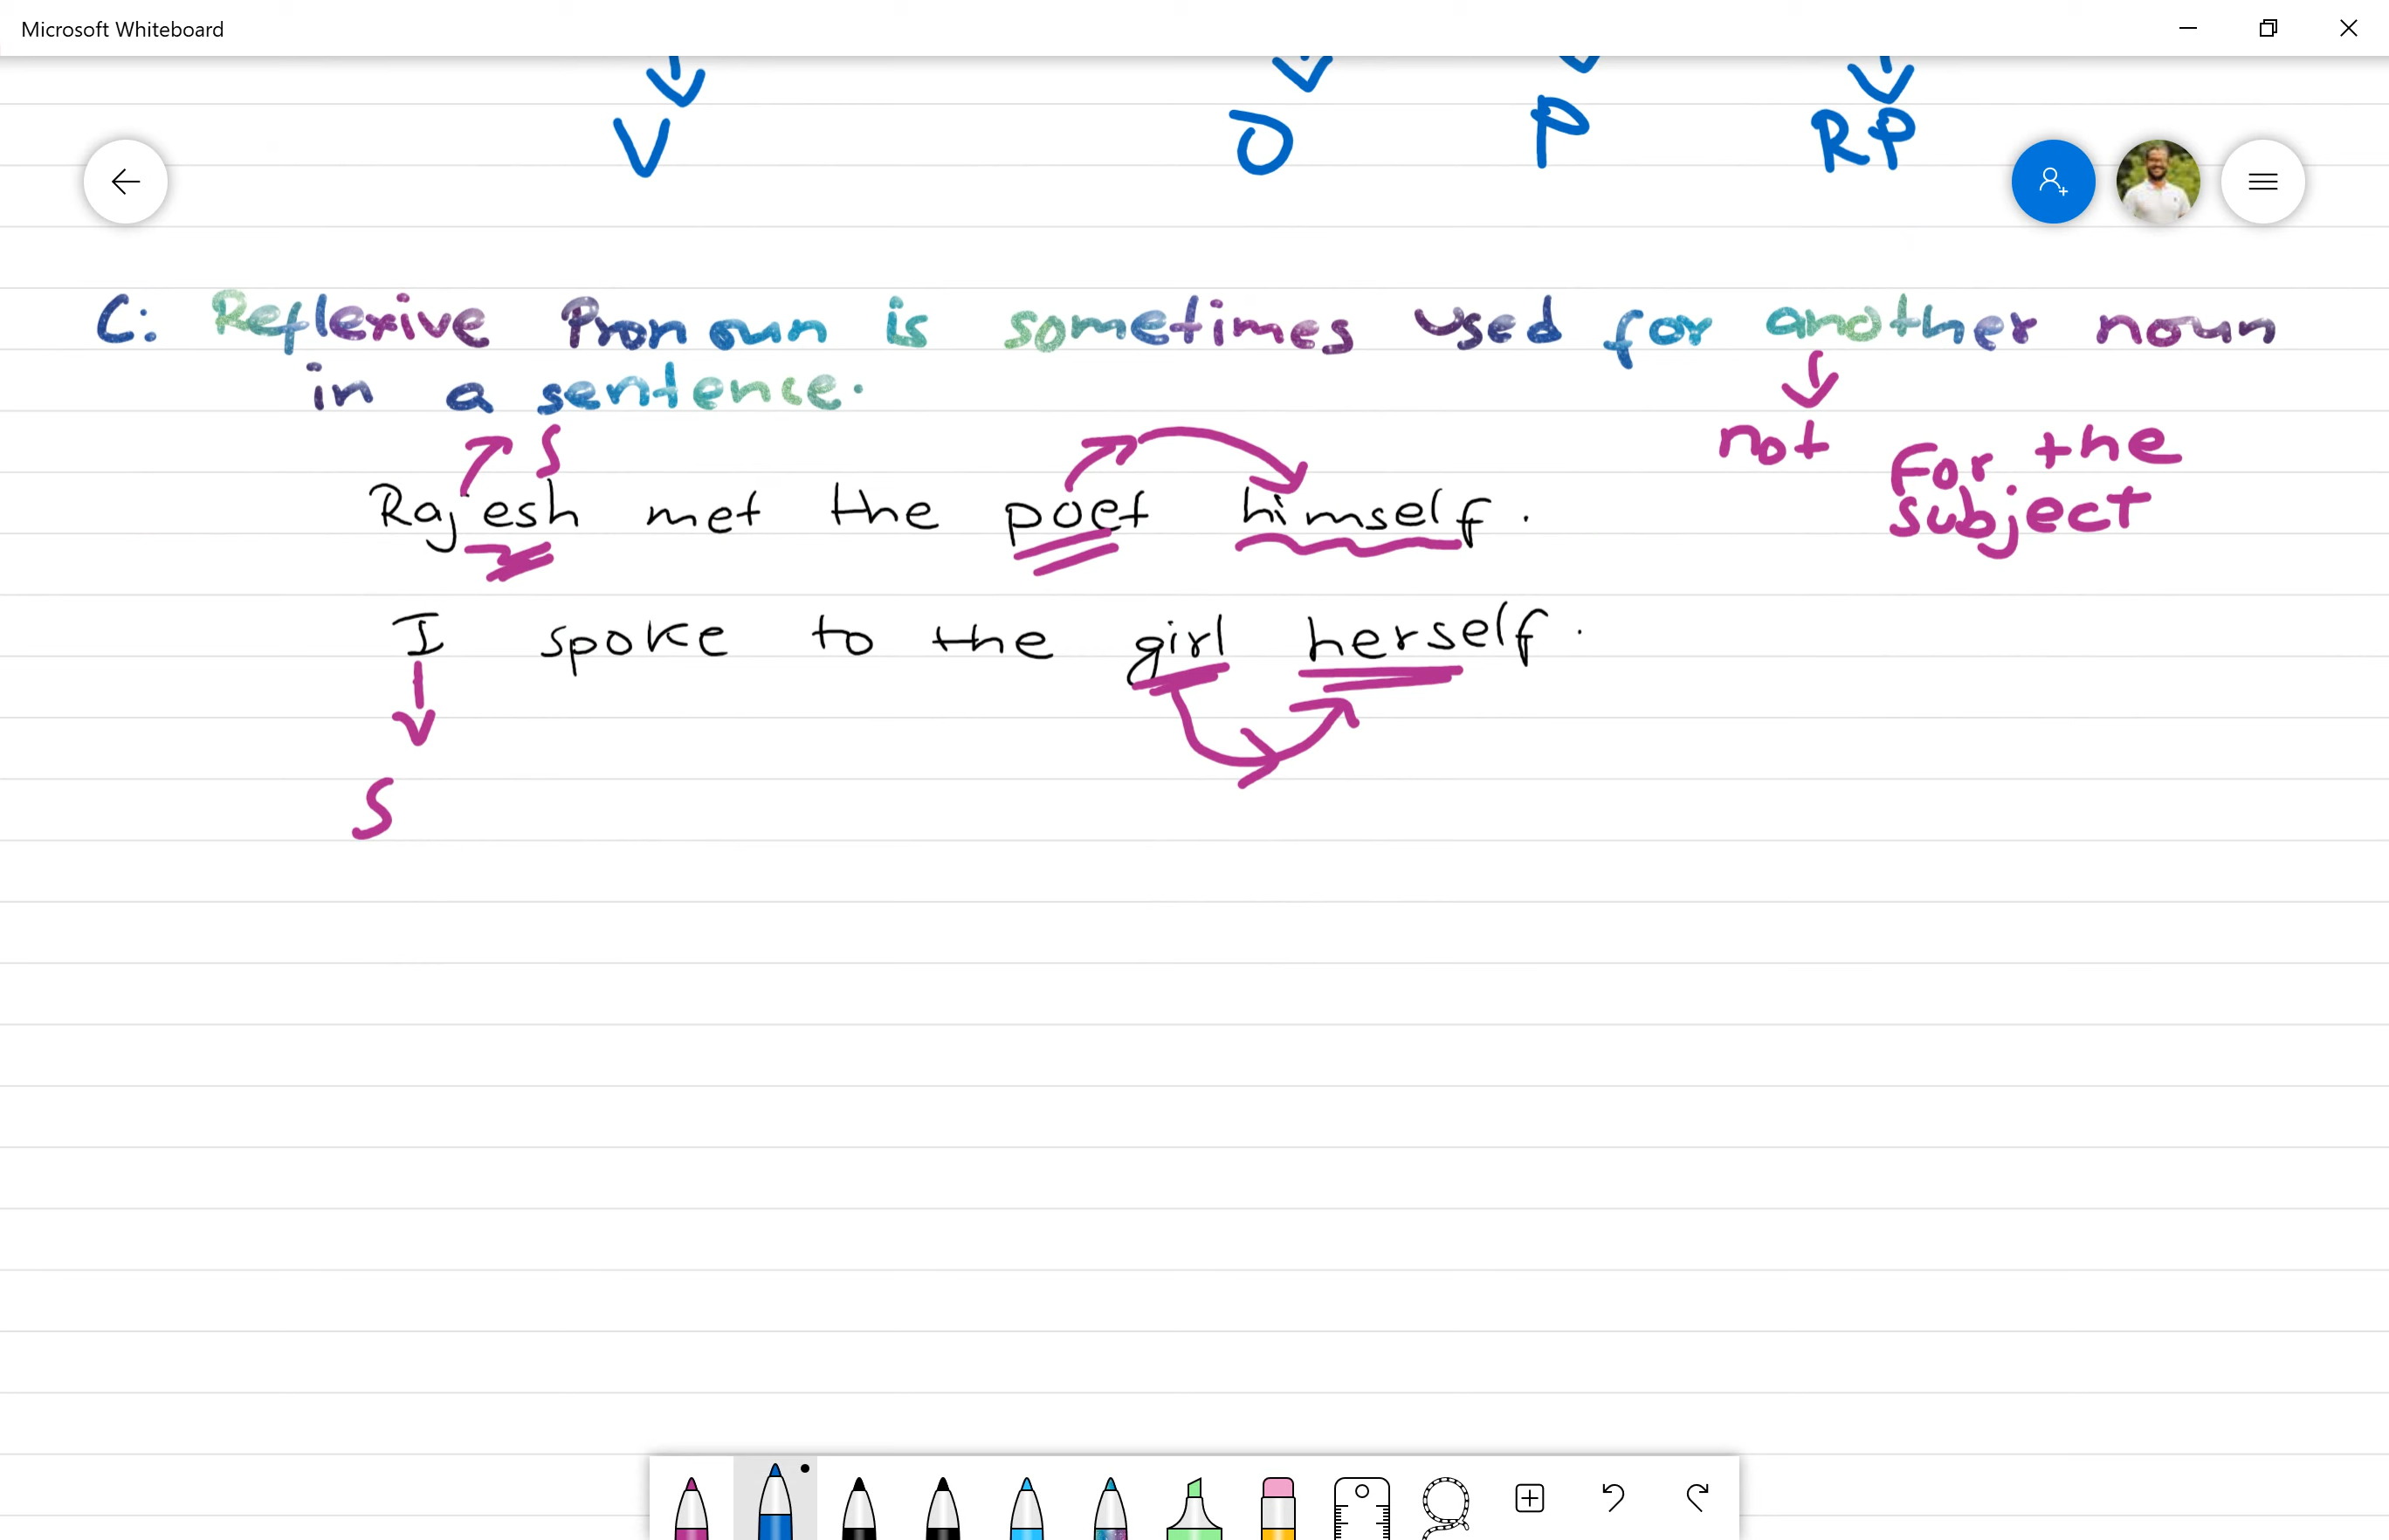 Microsoft Whiteboard
V O P RP
C: Reflexive Pronoun is sometimes used for another noun
in a sentence.
S not for the
subject
Rajesh met the poet himself.
I spoke to the girl herself.
S